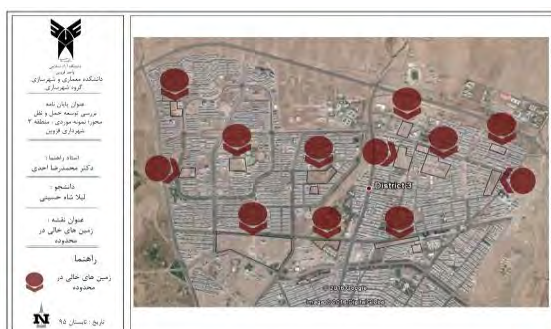 دانشگاه آزاد اسلامی
واحد قزوین
دانشکده معماری و شهرسازی
گروه شهرسازی
عنوان پایان نامه
بررسی توسعه حمل و نقل
محور؛ نمونه موردی ، منطقه ۳
شهرداری قزوین
استاد راهنما :
دکتر محمدرضا احدی
دانشجو :
لیلا شاه حسینی
عنوان نقشه :
زمین های خالی در
محدوده
راهنما
زمین های خالی در
محدوده
N
تاریخ : تابستان ۹۵
District-3
Google